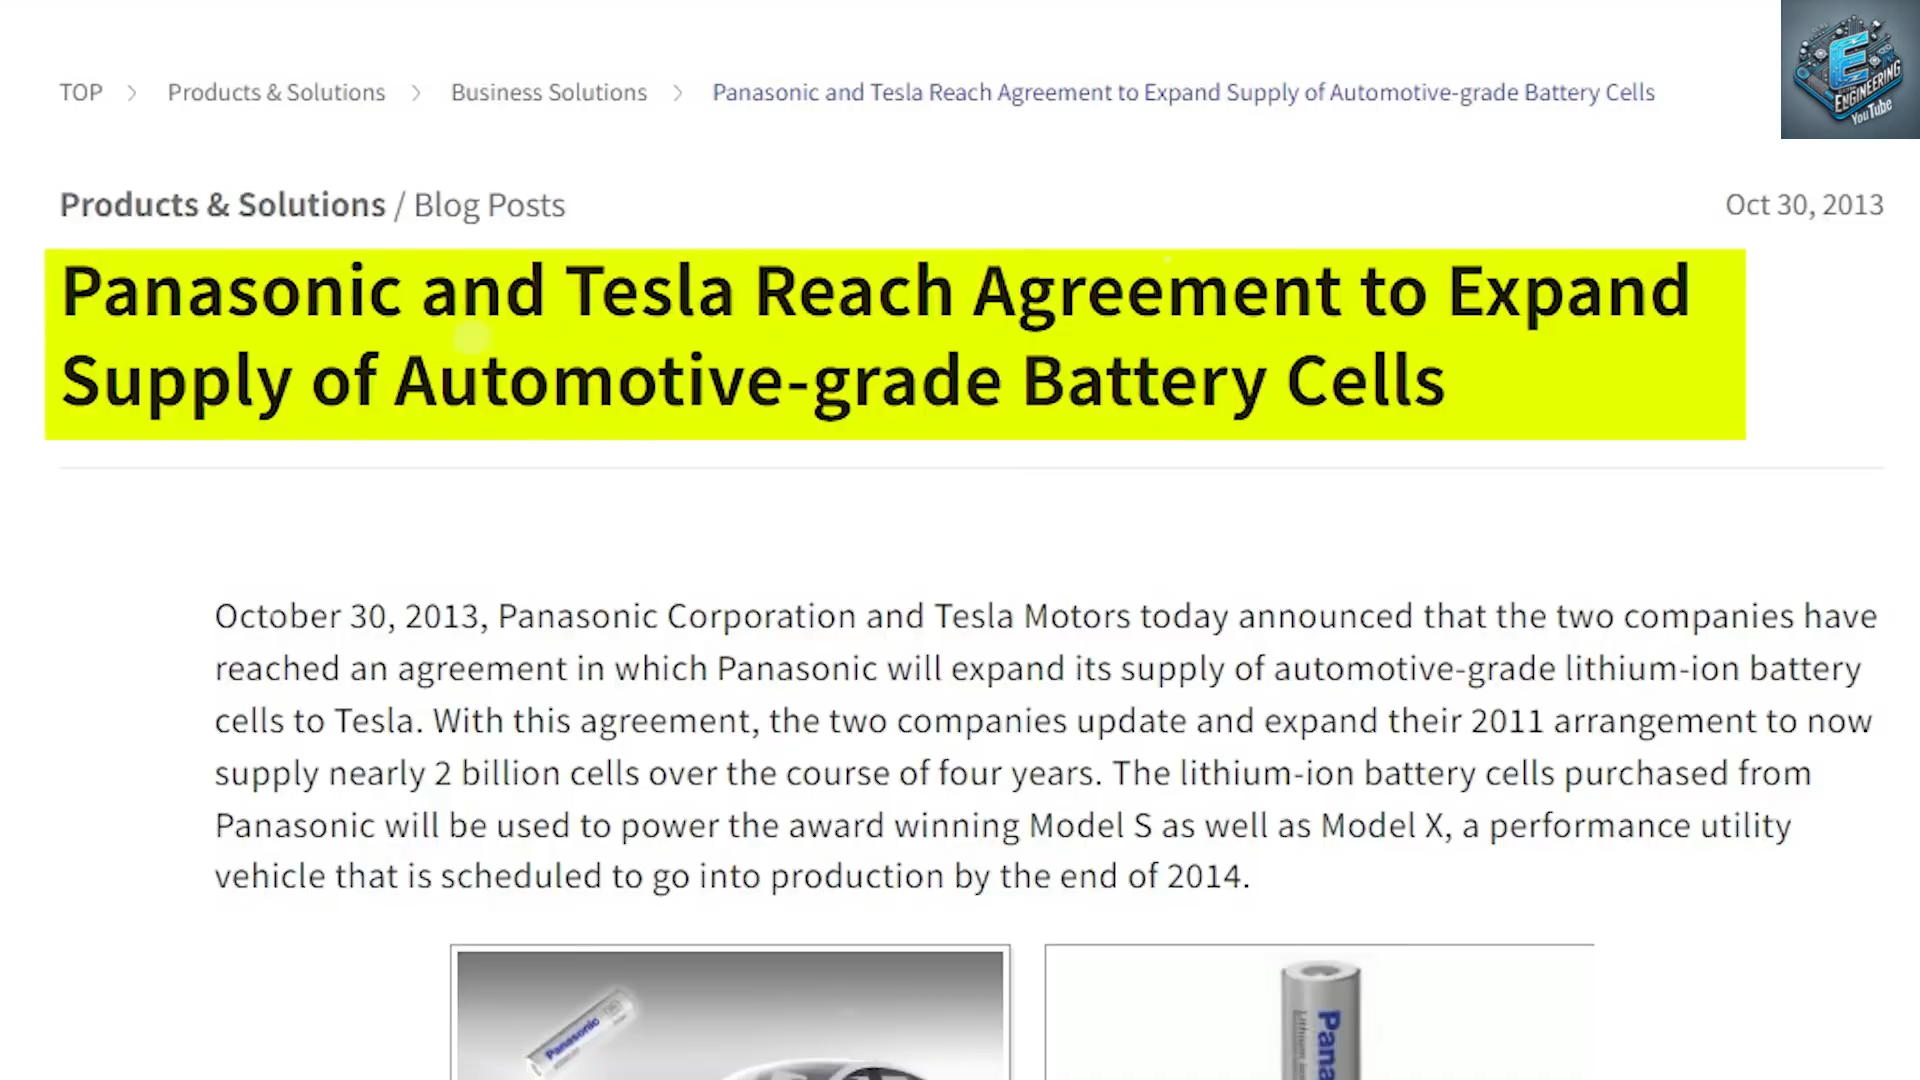 TOP > Products & Solutions > Business Solutions > Panasonic and Tesla Reach Agreement to Expand Supply of Automotive-grade Battery Cells
E
ENGINEERING
YouTube
Products & Solutions / Blog Posts
Oct 30, 2013
Panasonic and Tesla Reach Agreement to Expand
Supply of Automotive-grade Battery Cells
October 30, 2013, Panasonic Corporation and Tesla Motors today announced that the two companies have
reached an agreement in which Panasonic will expand its supply of automotive-grade lithium-ion battery
cells to Tesla. With this agreement, the two companies update and expand their 2011 arrangement to now
supply nearly 2 billion cells over the course of four years. The lithium-ion battery cells purchased from
Panasonic will be used to power the award winning Model S as well as Model X, a performance utility
vehicle that is scheduled to go into production by the end of 2014.
Panasonic
Pana
Lithium